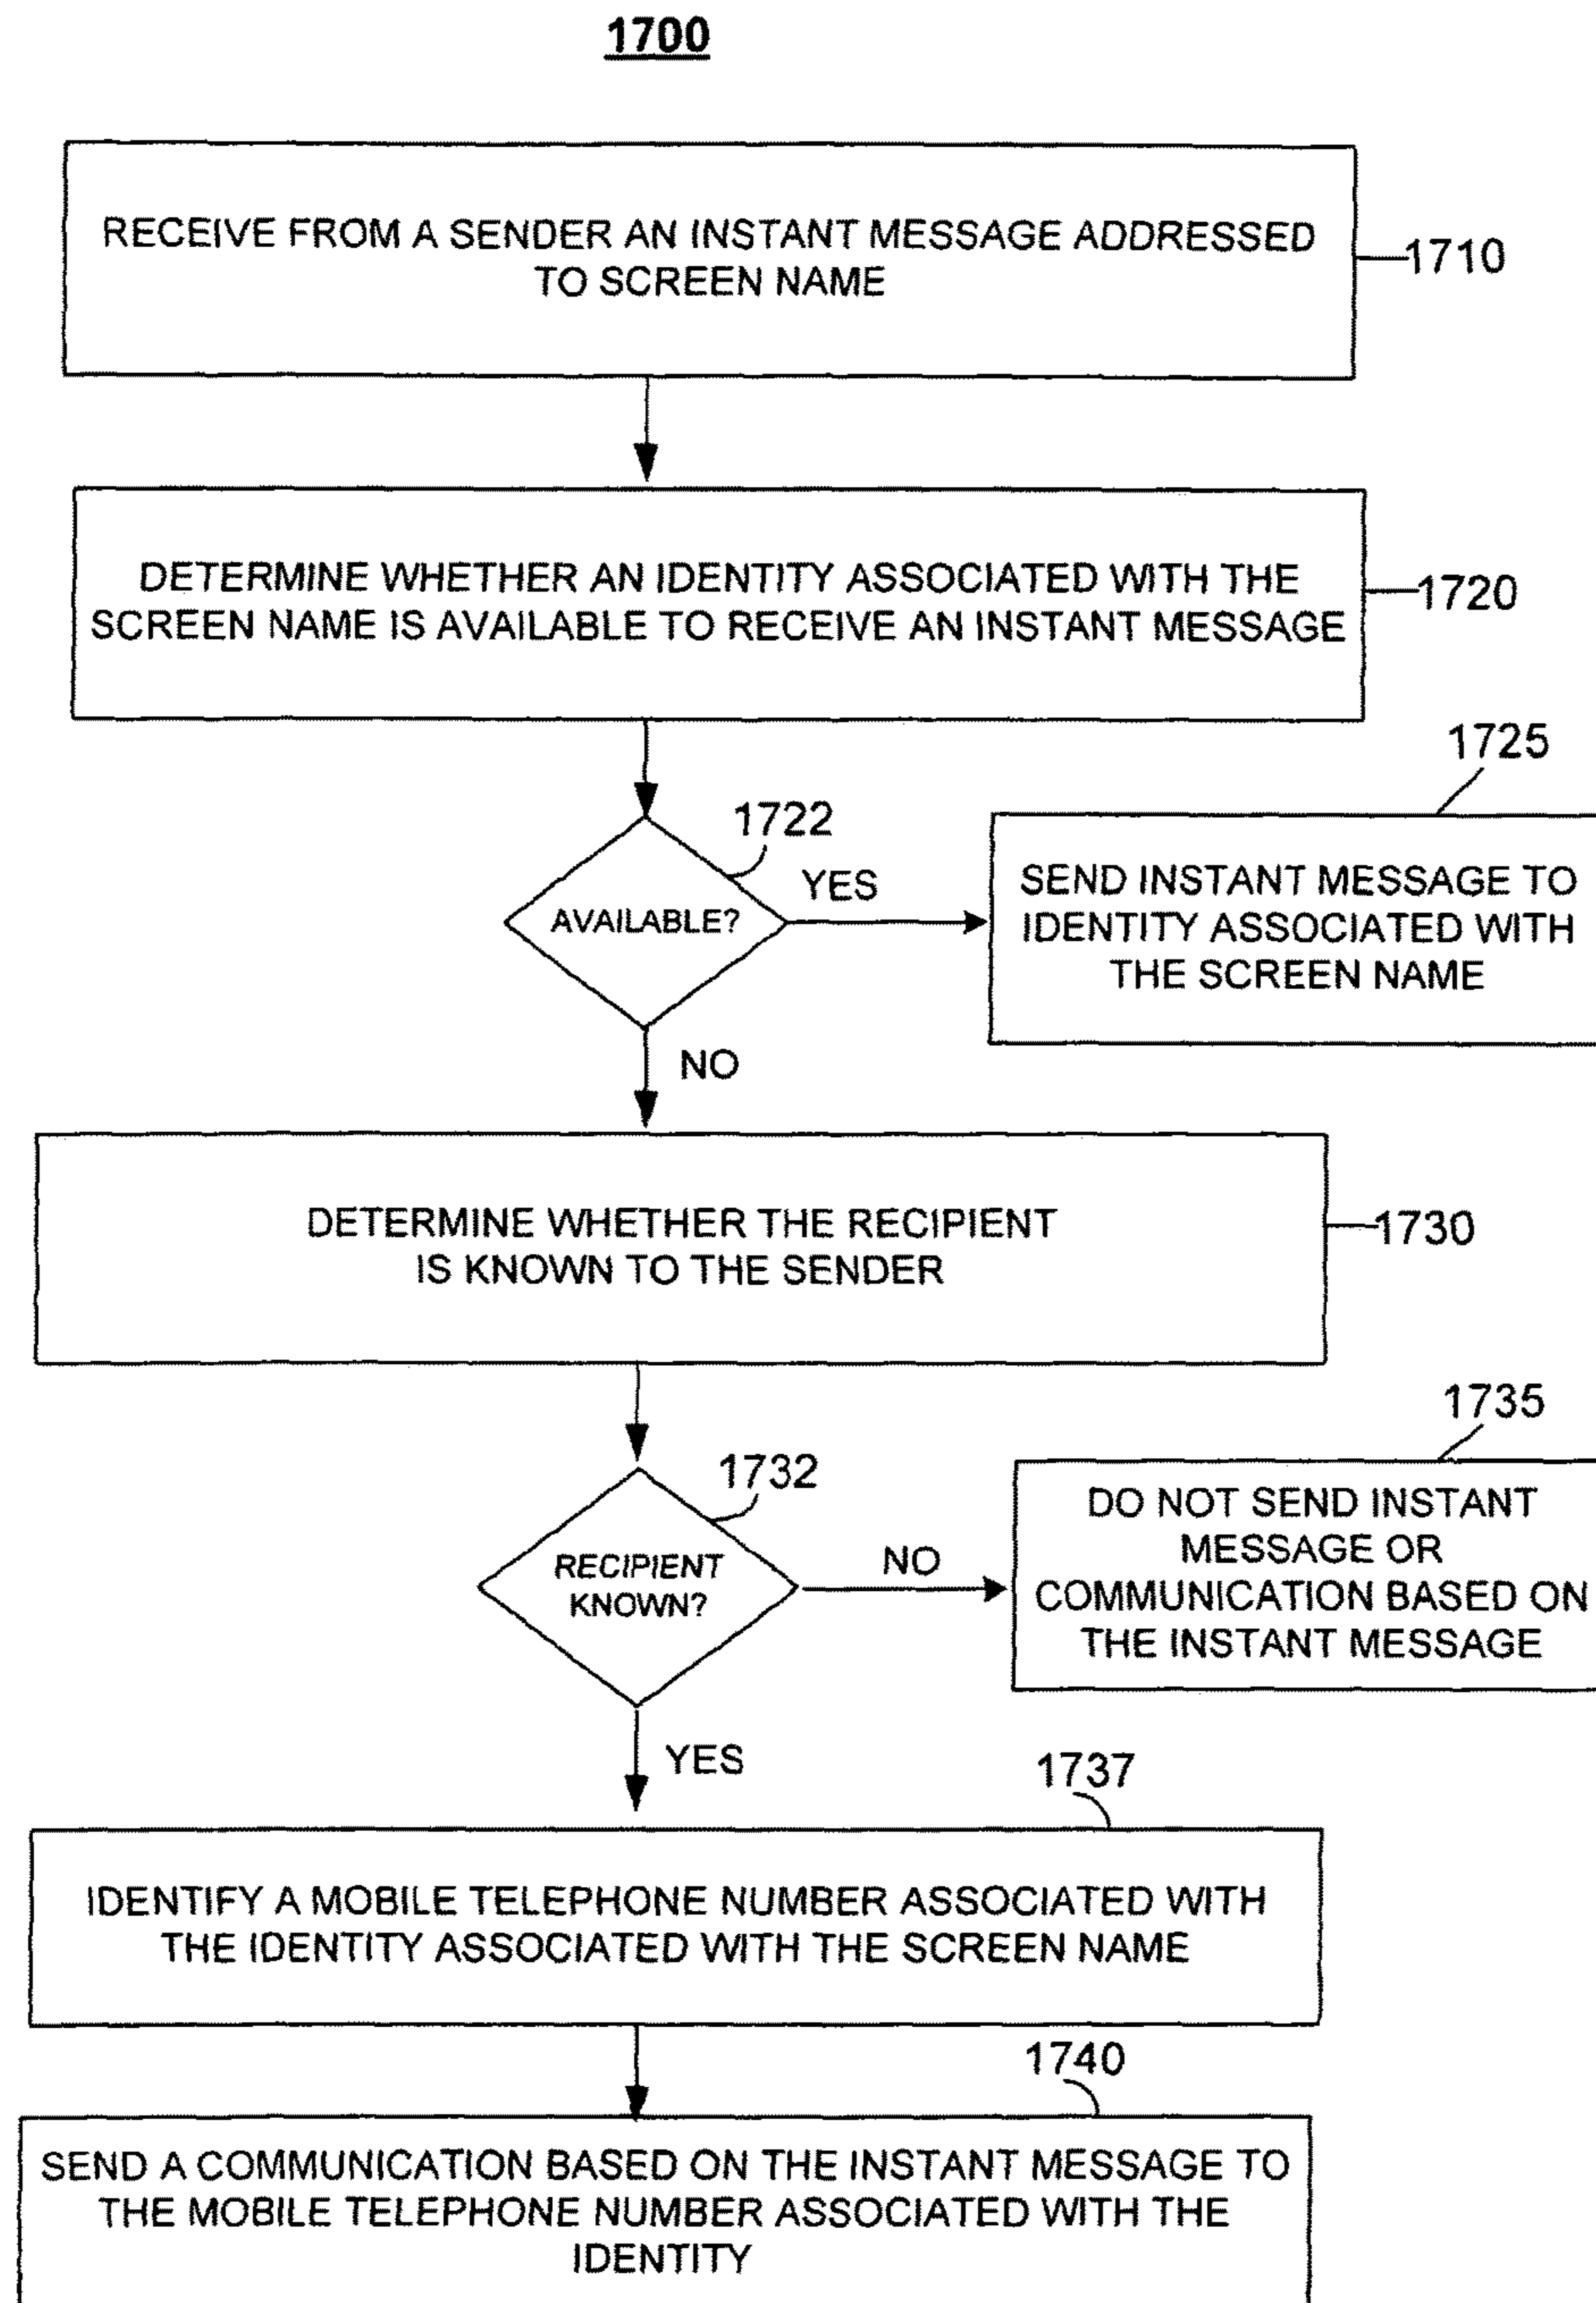 1700
RECEIVE FROM A SENDER AN INSTANT MESSAGE ADDRESSED
TO SCREEN NAME
1710
DETERMINE WHETHER AN IDENTITY ASSOCIATED WITH THE
SCREEN NAME IS AVAILABLE TO RECEIVE AN INSTANT MESSAGE
1720
1722
AVAILABLE?
YES
1725
SEND INSTANT MESSAGE TO
IDENTITY ASSOCIATED WITH
THE SCREEN NAME
NO
DETERMINE WHETHER THE RECIPIENT
IS KNOWN TO THE SENDER
1730
1732
RECIPIENT
KNOWN?
NO
1735
DO NOT SEND INSTANT
MESSAGE OR
COMMUNICATION BASED ON
THE INSTANT MESSAGE
YES
1737
IDENTIFY A MOBILE TELEPHONE NUMBER ASSOCIATED WITH
THE IDENTITY ASSOCIATED WITH THE SCREEN NAME
1740
SEND A COMMUNICATION BASED ON THE INSTANT MESSAGE TO
THE MOBILE TELEPHONE NUMBER ASSOCIATED WITH THE
IDENTITY